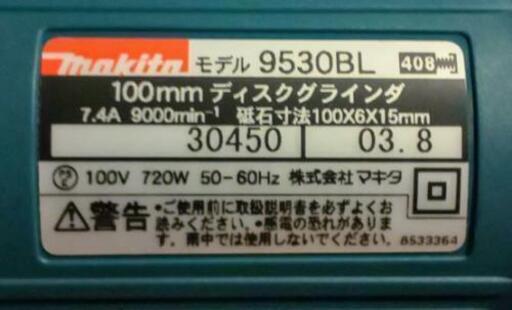 makita モデル 9530BL 408
100mm ディスクグラインダ
7.4A 9000min⁻¹ 砥石寸法100X6X15mm
30450 03.8
100V 720W 50-60Hz 株式会社マキタ
警告 •ご使用前に取扱説明書を必ずよくお
読みください。•感電の恐れがありま
す。雨中では使用しないでください。
8533364